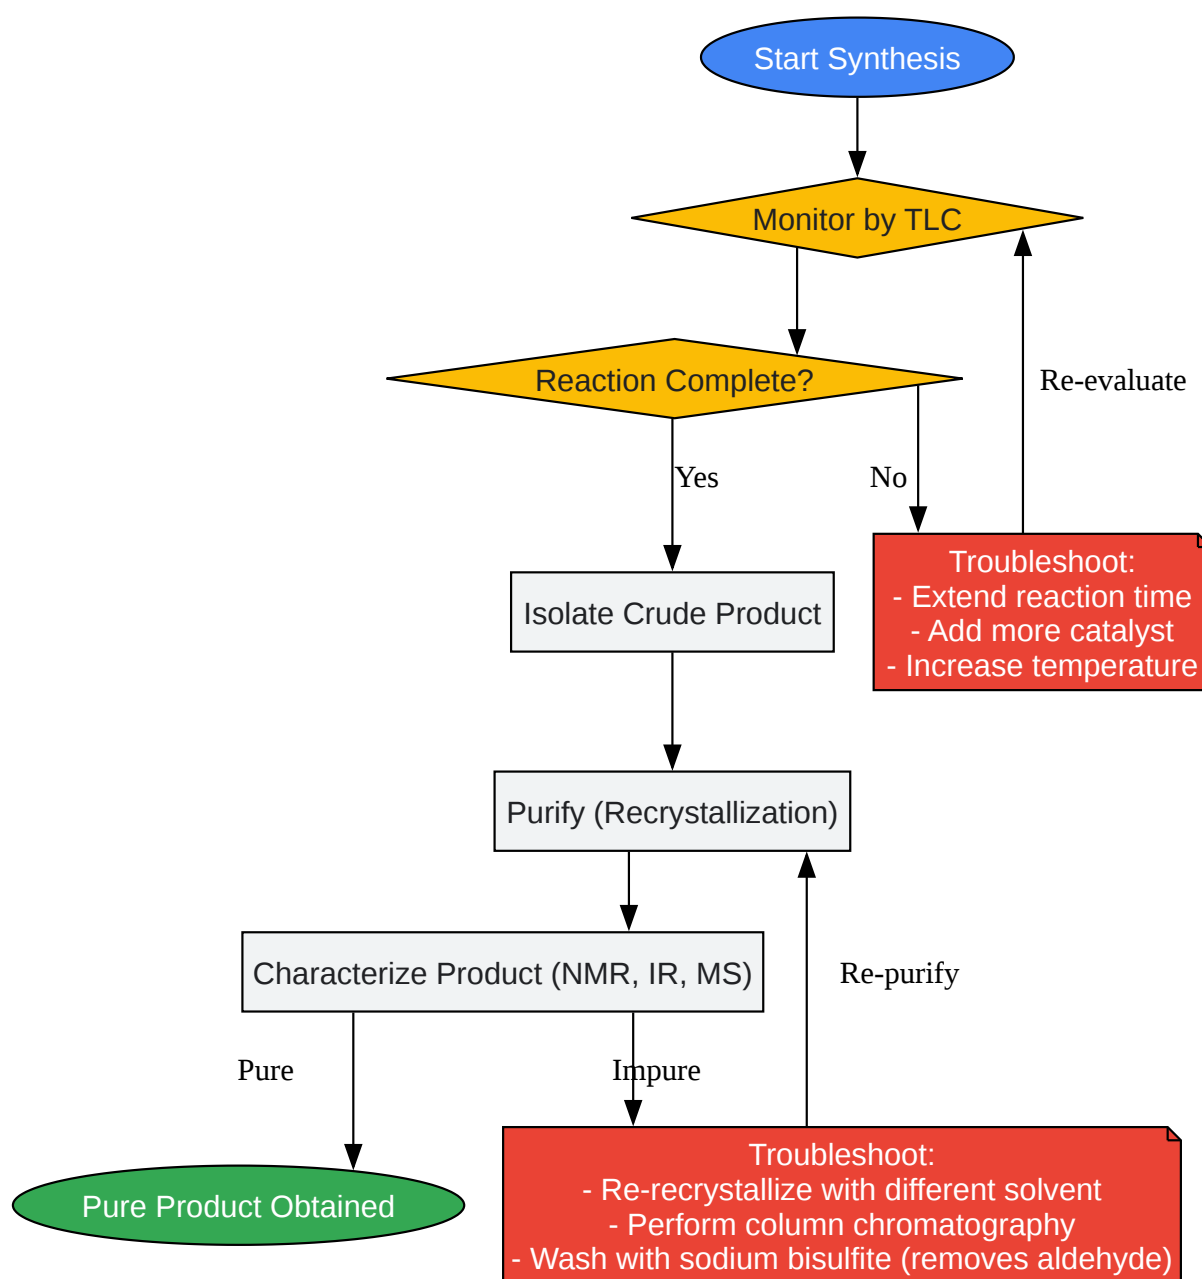 Start Synthesis
Monitor by TLC
Reaction Complete?
Re-evaluate
Yes
No
Troubleshoot:
- Extend reaction time
- Add more catalyst
- Increase temperature
Isolate Crude Product
Purify (Recrystallization)
Characterize Product (NMR, IR, MS)
Re-purify
Pure
Impure
Troubleshoot:
- Re-recrystallize with different solvent
- Perform column chromatography
- Wash with sodium bisulfite (removes aldehyde)
Pure Product Obtained